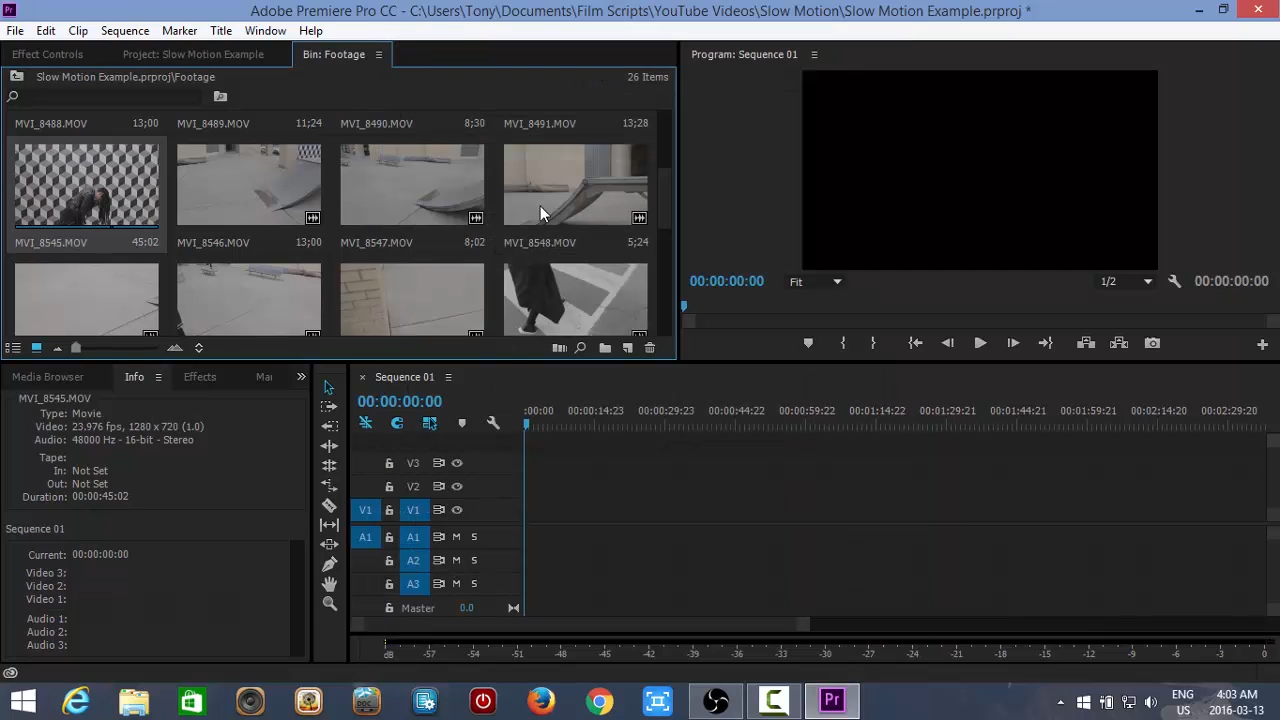 Adobe Premiere Pro CC - C:\Users\Tony\Documents\Film Scripts\YouTube Videos\Slow Motion\Slow Motion Example.prproj *
File Edit Clip Sequence Marker Title Window Help
Effect Controls Project: Slow Motion Example Bin: Footage
Slow Motion Example.prproj\Footage 26 Items
MVI_8488.MOV 13;00 MVI_8489.MOV 11;24 MVI_8490.MOV 8;30 MVI_8491.MOV 13;28
MVI_8545.MOV 45:02 MVI_8546.MOV 13;00 MVI_8547.MOV 8;02 MVI_8548.MOV 5;24
Program: Sequence 01
00:00:00:00 Fit 1/2 00:00:00:00
Media Browser Info Effects Mai
MVI_8545.MOV
Type: Movie
Video: 23.976 fps, 1280 x 720 (1.0)
Audio: 48000 Hz - 16-bit - Stereo
Tape:
In: Not Set
Out: Not Set
Duration: 00:00:45:02
Sequence 01
Current: 00:00:00:00
Video 3:
Video 2:
Video 1:
Audio 1:
Audio 2:
Audio 3:
Sequence 01
00:00:00:00
:00:00 00:00:14:23 00:00:29:23 00:00:44:22 00:00:59:22 00:01:14:22 00:01:29:21 00:01:44:21 00:01:59:21 00:02:14:20 00:02:29:20
V3
V2
V1 V1
A1 A1 M S
A2 M S
A3 M S
Master 0.0
dB -57 -54 -51 -48 -45 -42 -39 -36 -33 -30 -27 -24 -21 -18 -15 -12 -9 -6 -3 0
DOC
Pr
ENG
US
4:03 AM
2016-03-13